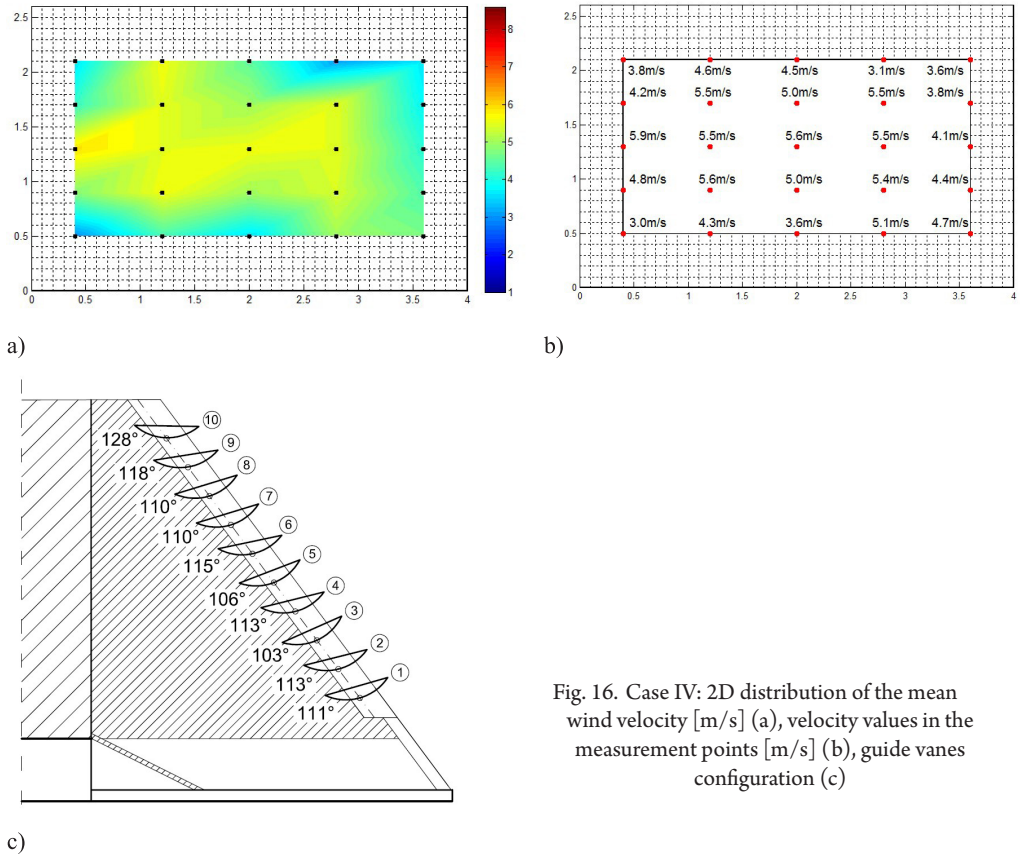 2.5
2
1.5
1
0.5
0
0 0.5 1 1.5 2 2.5 3 3.5 4
8
7
6
5
4
3
2
1
a)
2.5
2
1.5
1
0.5
0
3.8m/s 4.6m/s 4.5m/s 3.1m/s 3.6m/s
4.2m/s 5.5m/s 5.0m/s 5.5m/s 3.8m/s
5.9m/s 5.5m/s 5.6m/s 5.5m/s 4.1m/s
4.8m/s 5.6m/s 5.0m/s 5.4m/s 4.4m/s
3.0m/s 4.3m/s 3.6m/s 5.1m/s 4.7m/s
0 0.5 1 1.5 2 2.5 3 3.5 4
b)
128° 10
118° 9
110° 8
110° 7
115° 6
106° 5
113° 4
103° 3
113° 2
111° 1
c)
Fig. 16. Case IV: 2D distribution of the mean
wind velocity [m/s] (a), velocity values in the
measurement points [m/s] (b), guide vanes
configuration (c)